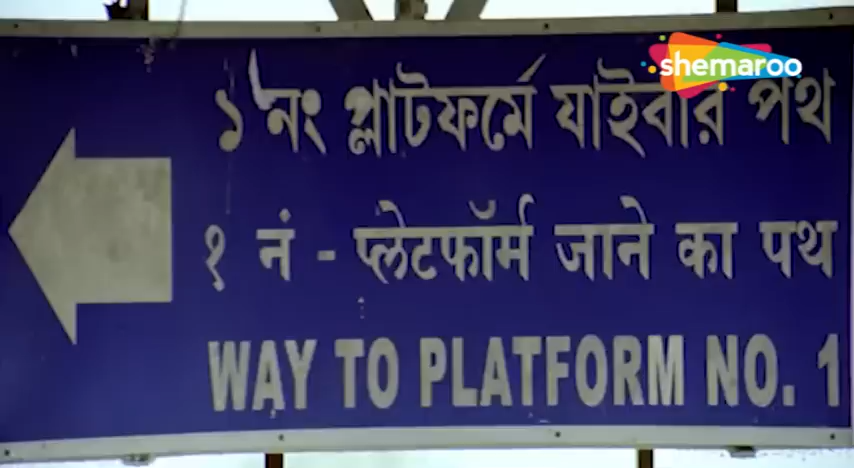 shemaroo
১ নং প্লাটফর্মে যাইবার পথ
१ नं - प्लेटफॉर्म जाने का पथ
WAY TO PLATFORM NO. 1